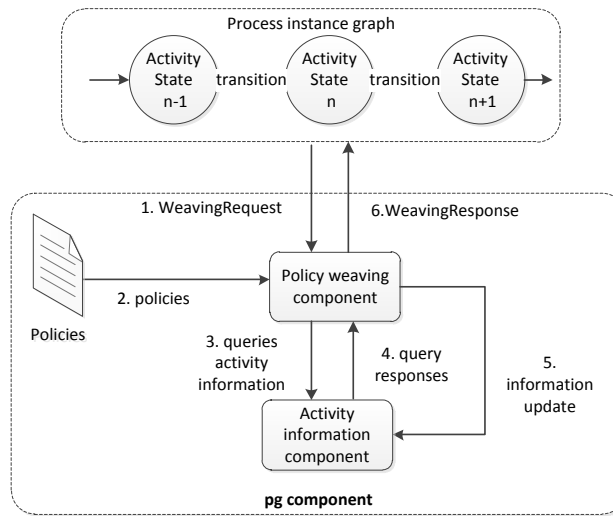 Process instance graph
Activity
State
n-1
transition
Activity
State
n
transition
Activity
State
n+1
1. WeavingRequest
6.WeavingResponse
Policies
2. policies
Policy weaving
component
3. queries
activity
information
4. query
responses
5.
information
update
Activity
information
component
pg component